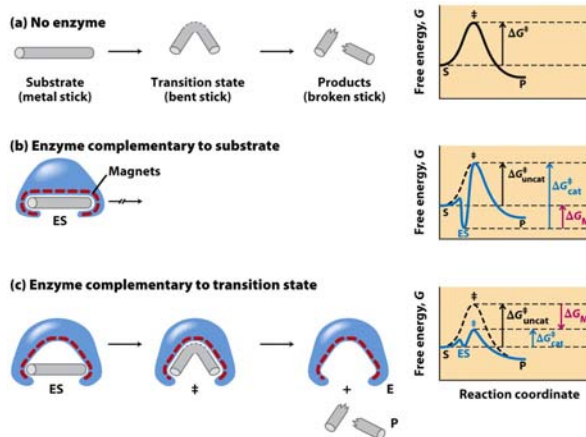 (a) No enzyme
Substrate
(metal stick)
Transition state
(bent stick)
Products
(broken stick)
Free energy, G
‡
ΔG‡
S
P
(b) Enzyme complementary to substrate
Magnets
ES
Free energy, G
‡
ΔG‡uncat
ΔG‡cat
ΔGM
S
ES
P
(c) Enzyme complementary to transition state
ES
‡
+
E
P
Free energy, G
‡
ΔG‡uncat
ΔGM
‡
ΔG‡cat
S
ES
P
Reaction coordinate